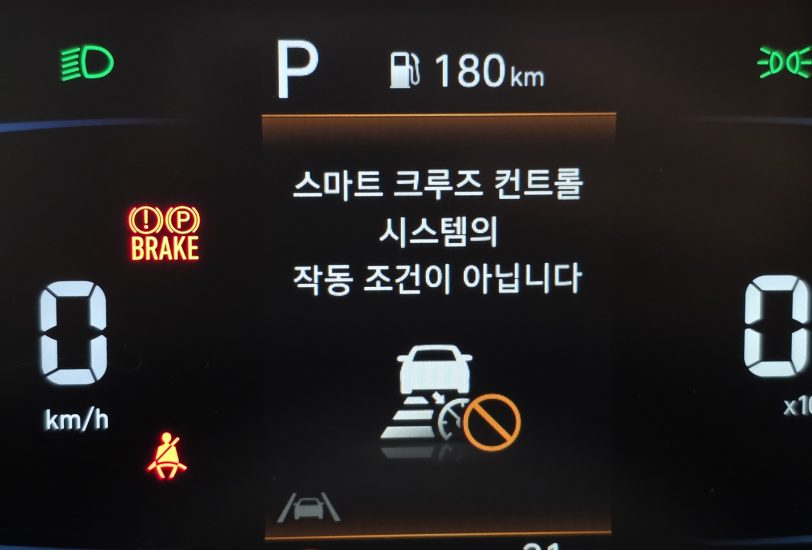 P 180km
스마트 크루즈 컨트롤
시스템의
작동 조건이 아닙니다
(!) (P)
BRAKE
0 0
km/h